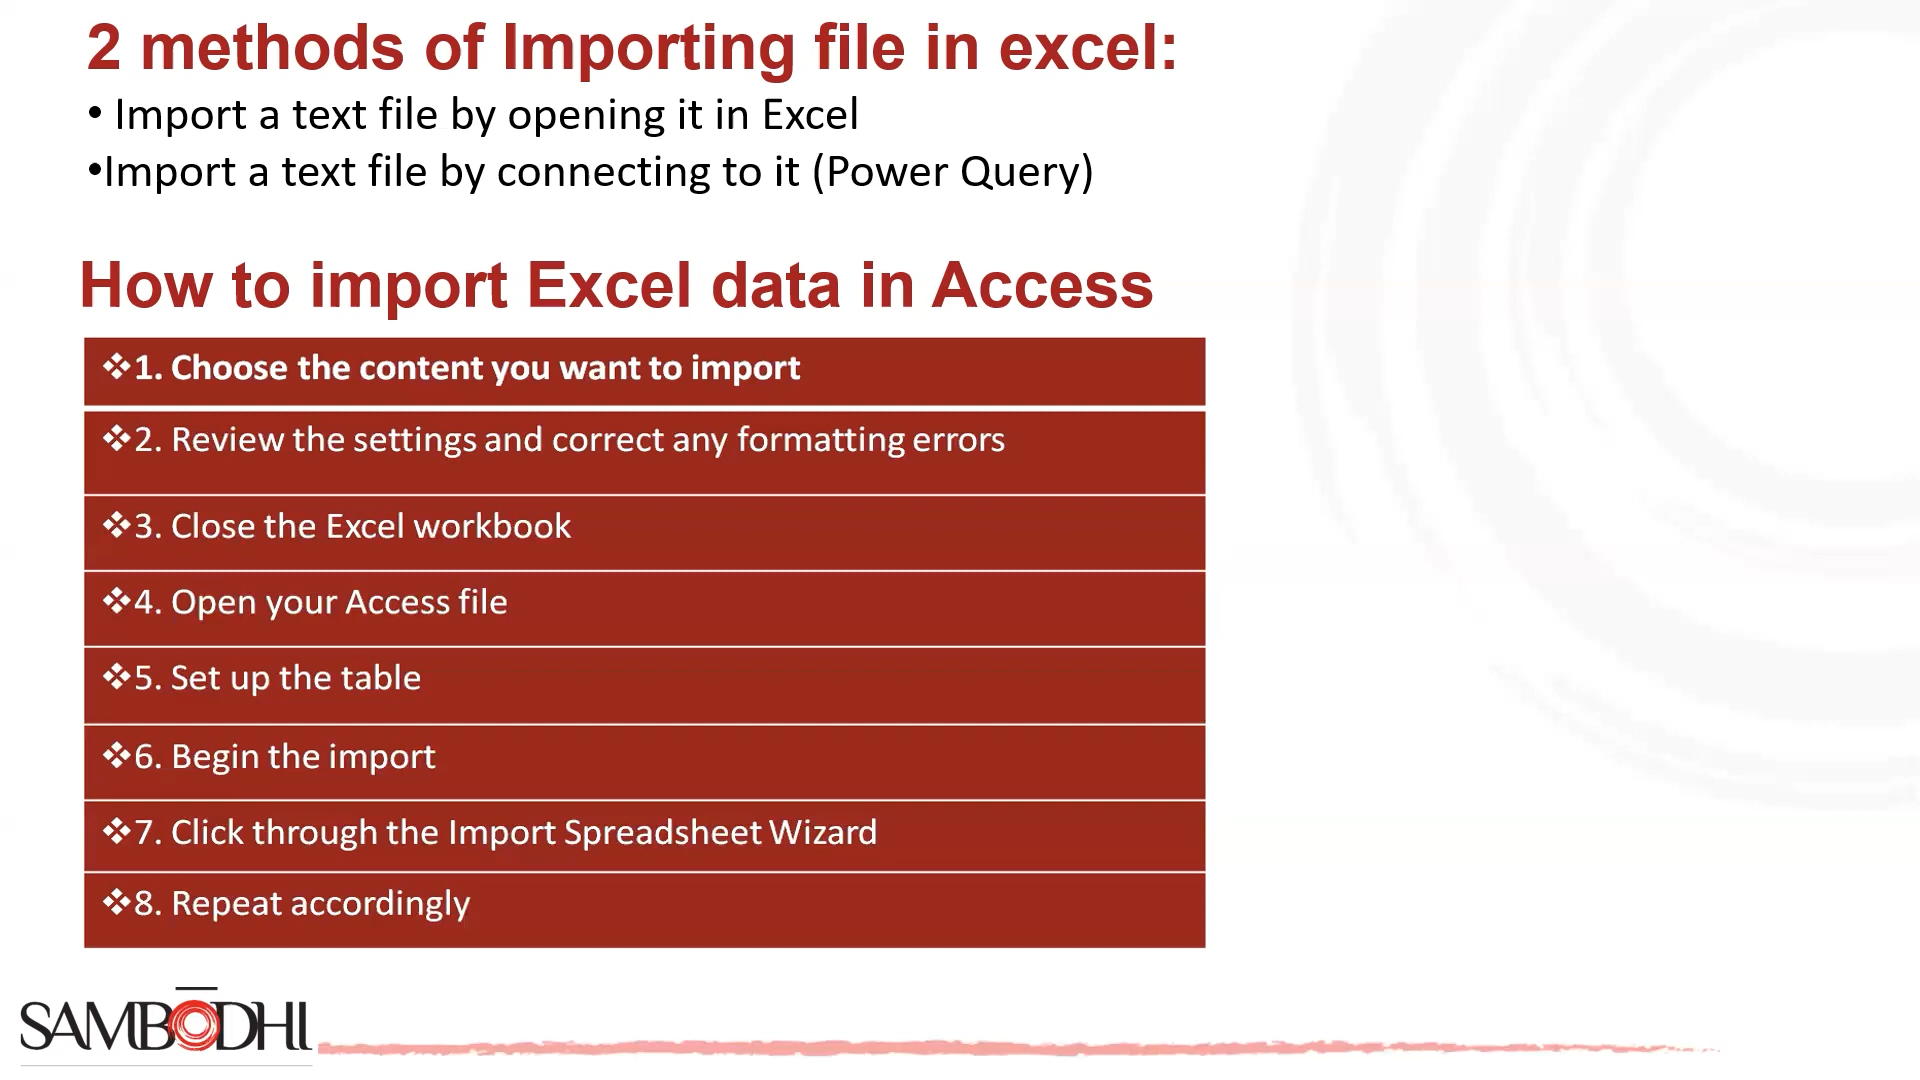 2 methods of Importing file in excel:
• Import a text file by opening it in Excel
•Import a text file by connecting to it (Power Query)
How to import Excel data in Access
❖1. Choose the content you want to import
❖2. Review the settings and correct any formatting errors
❖3. Close the Excel workbook
❖4. Open your Access file
❖5. Set up the table
❖6. Begin the import
❖7. Click through the Import Spreadsheet Wizard
❖8. Repeat accordingly
SAMBŌDHI